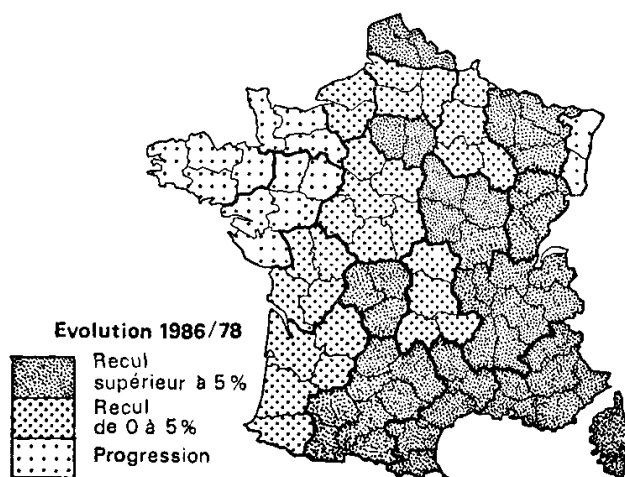 Evolution 1986/78
Recul
supérieur à 5%
Recul
de 0 à 5%
Progression